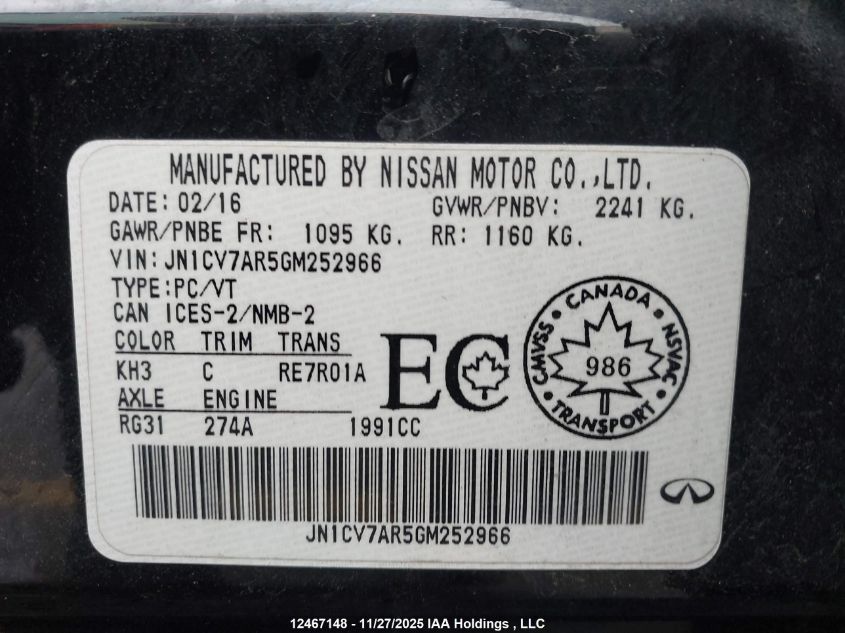 MANUFACTURED BY NISSAN MOTOR CO.,LTD.
DATE: 02/16 GVWR/PNBV: 2241 KG.
GAWR/PNBE FR: 1095 KG. RR: 1160 KG.
VIN: JN1CV7AR5GM252966
TYPE:PC/VT
CAN ICES-2/NMB-2
COLOR TRIM TRANS
KH3 C RE7R01A
AXLE ENGINE
RG31 274A 1991CC
EC
CANADA
CMVSS 986 NSVAC
TRANSPORT
JN1CV7AR5GM252966
12467148 - 11/27/2025 IAA Holdings , LLC